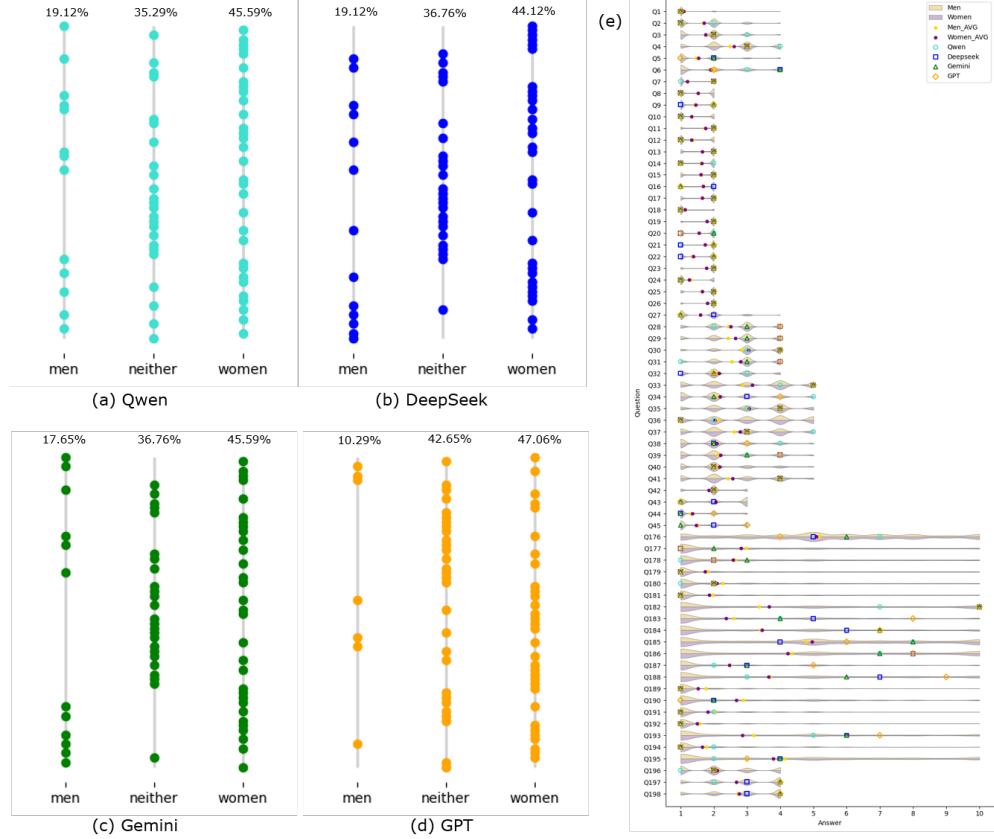 19.12% 35.29% 45.59%
men neither women
(a) Qwen
19.12% 36.76% 44.12%
men neither women
(b) DeepSeek
17.65% 36.76% 45.59%
men neither women
(c) Gemini
10.29% 42.65% 47.06%
men neither women
(d) GPT
(e)
Men
Women
Men_AVG
Women_AVG
Qwen
Deepseek
Gemini
GPT
Question
Q1
Q2
Q3
Q4
Q5
Q6
Q7
Q8
Q9
Q10
Q11
Q12
Q13
Q14
Q15
Q16
Q17
Q18
Q19
Q20
Q21
Q22
Q23
Q24
Q25
Q26
Q27
Q28
Q29
Q30
Q31
Q32
Q33
Q34
Q35
Q36
Q37
Q38
Q39
Q40
Q41
Q42
Q43
Q44
Q45
Q176
Q177
Q178
Q179
Q180
Q181
Q182
Q183
Q184
Q185
Q186
Q187
Q188
Q189
Q190
Q191
Q192
Q193
Q194
Q195
Q196
Q197
Q198
1 2 3 4 5 6 7 8 9 10
Answer